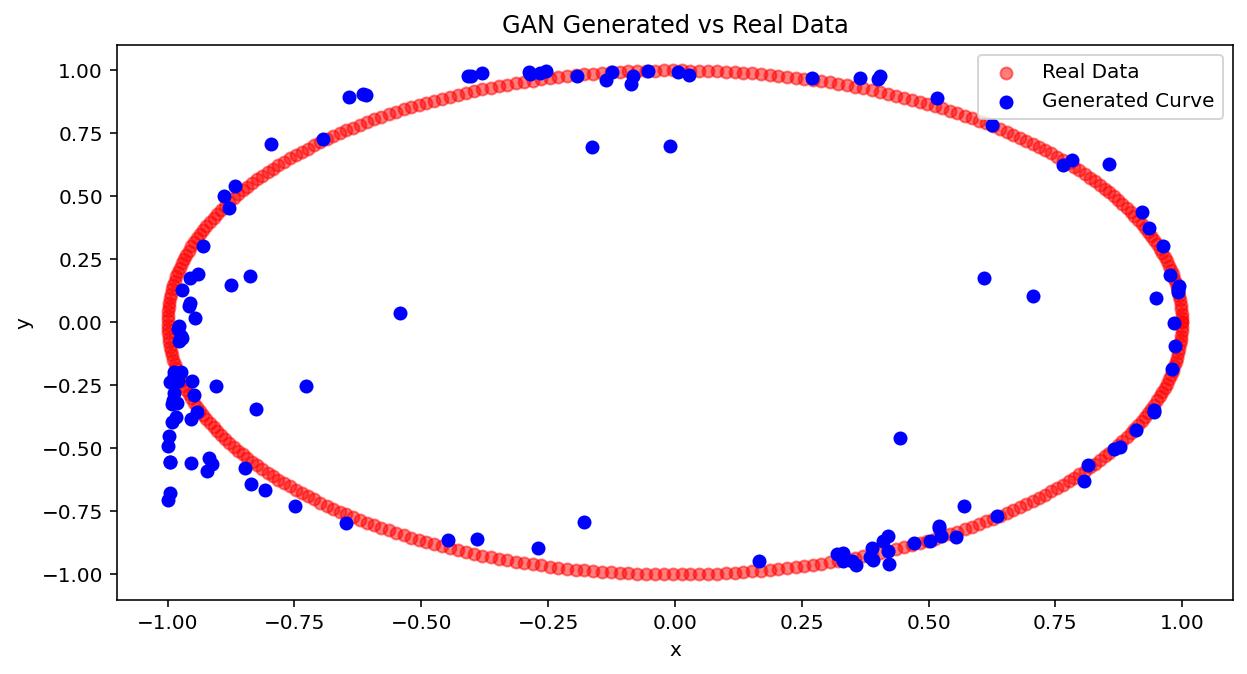 GAN Generated vs Real Data
Real Data
Generated Curve
1.00
0.75
0.50
0.25
0.00
−0.25
−0.50
−0.75
−1.00
y
−1.00 −0.75 −0.50 −0.25 0.00 0.25 0.50 0.75 1.00
x